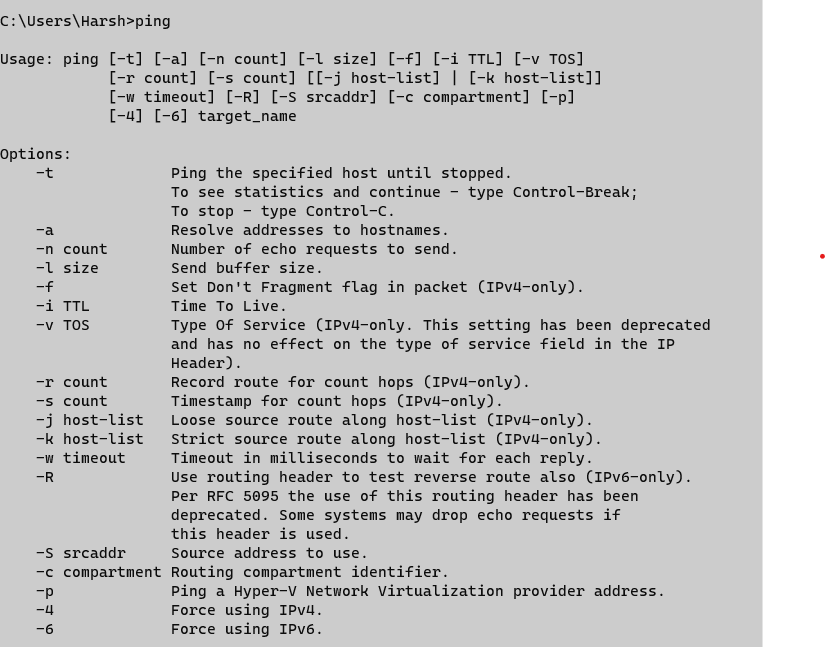 C:\Users\Harsh>ping

Usage: ping [-t] [-a] [-n count] [-l size] [-f] [-i TTL] [-v TOS]
            [-r count] [-s count] [[-j host-list] | [-k host-list]]
            [-w timeout] [-R] [-S srcaddr] [-c compartment] [-p]
            [-4] [-6] target_name

Options:
    -t             Ping the specified host until stopped.
                   To see statistics and continue - type Control-Break;
                   To stop - type Control-C.
    -a             Resolve addresses to hostnames.
    -n count       Number of echo requests to send.
    -l size        Send buffer size.
    -f             Set Don't Fragment flag in packet (IPv4-only).
    -i TTL         Time To Live.
    -v TOS         Type Of Service (IPv4-only. This setting has been deprecated
                   and has no effect on the type of service field in the IP
                   Header).
    -r count       Record route for count hops (IPv4-only).
    -s count       Timestamp for count hops (IPv4-only).
    -j host-list   Loose source route along host-list (IPv4-only).
    -k host-list   Strict source route along host-list (IPv4-only).
    -w timeout     Timeout in milliseconds to wait for each reply.
    -R             Use routing header to test reverse route also (IPv6-only).
                   Per RFC 5095 the use of this routing header has been
                   deprecated. Some systems may drop echo requests if
                   this header is used.
    -S srcaddr     Source address to use.
    -c compartment Routing compartment identifier.
    -p             Ping a Hyper-V Network Virtualization provider address.
    -4             Force using IPv4.
    -6             Force using IPv6.